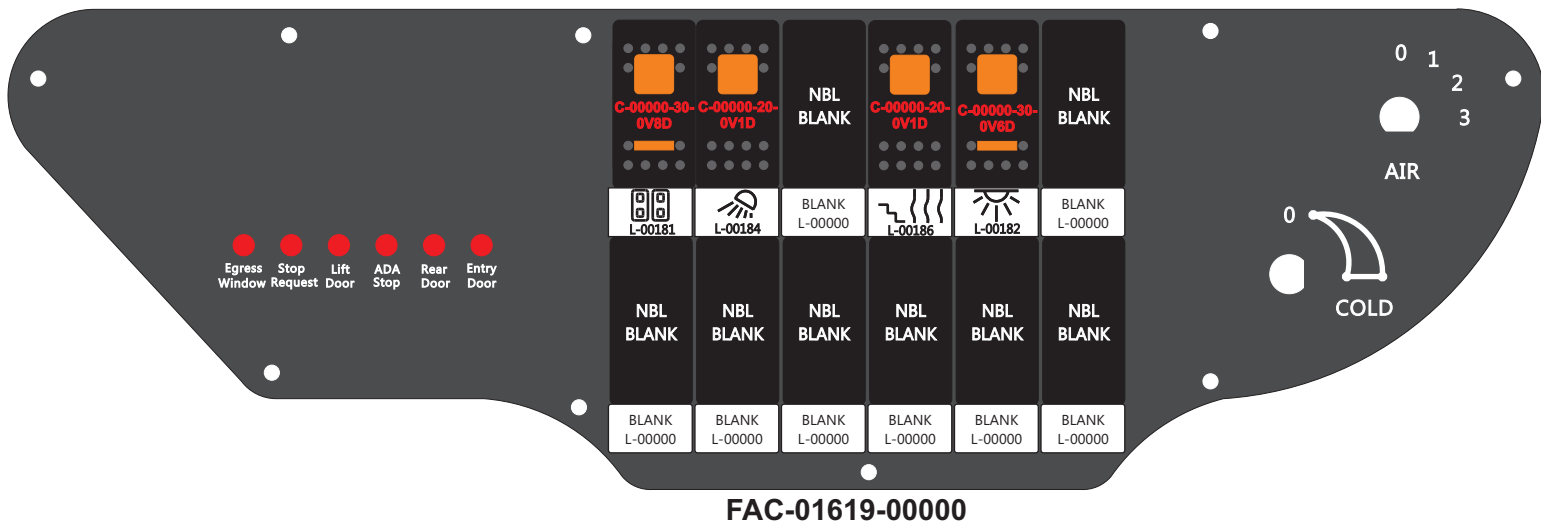 0
1
2
3
AIR
0
COLD
C-00000-30-
0V8D
C-00000-20-
0V1D
NBL
BLANK
C-00000-20-
0V1D
C-00000-30-
0V6D
NBL
BLANK
L-00181
L-00184
BLANK
L-00000
L-00186
L-00182
BLANK
L-00000
Egress
Window
Stop
Request
Lift
Door
ADA
Stop
Rear
Door
Entry
Door
NBL
BLANK
NBL
BLANK
NBL
BLANK
NBL
BLANK
NBL
BLANK
NBL
BLANK
BLANK
L-00000
BLANK
L-00000
BLANK
L-00000
BLANK
L-00000
BLANK
L-00000
BLANK
L-00000
FAC-01619-00000